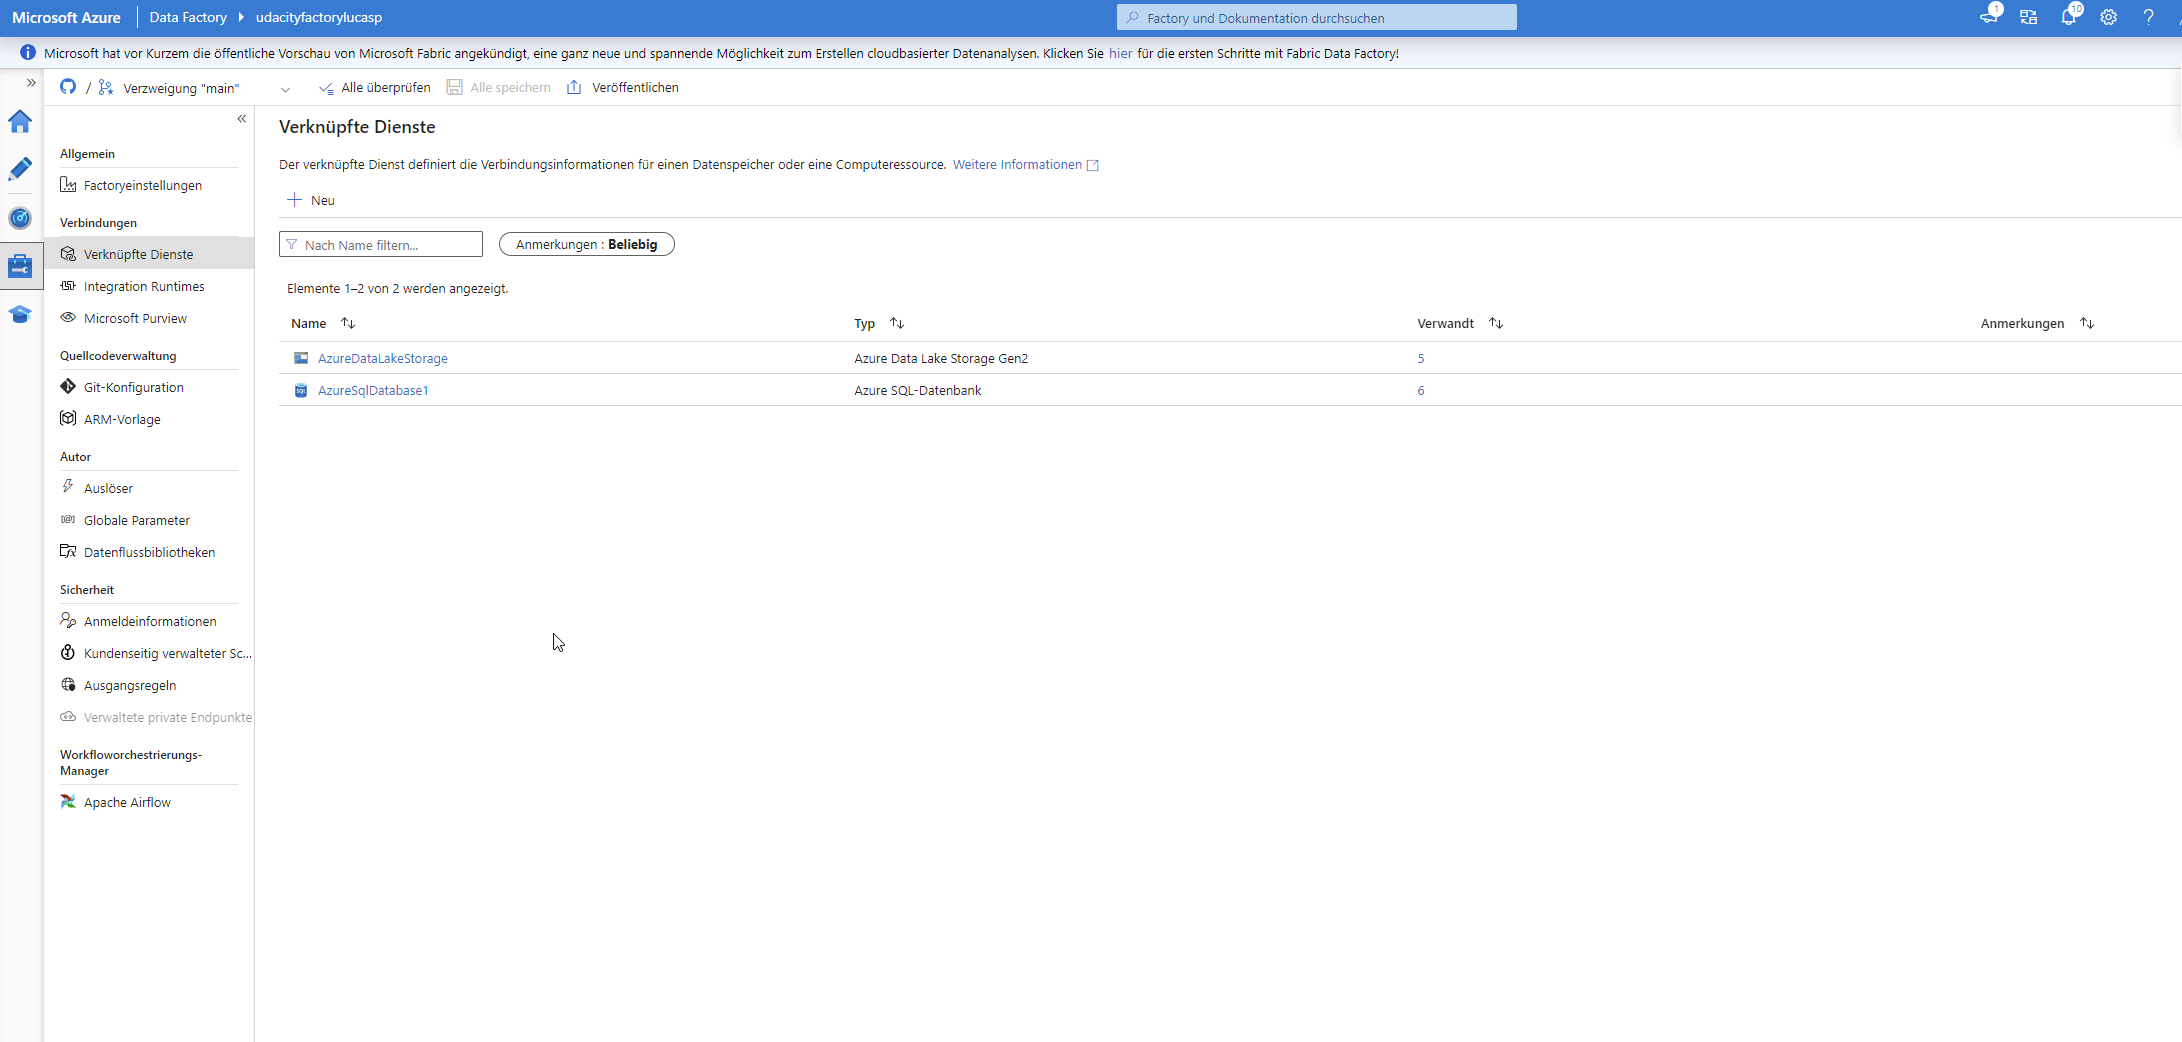 Microsoft Azure Data Factory udacityfactorylucasp Factory und Dokumentation durchsuchen 1 10 ?
Microsoft hat vor Kurzem die öffentliche Vorschau von Microsoft Fabric angekündigt, eine ganz neue und spannende Möglichkeit zum Erstellen cloudbasierter Datenanalysen. Klicken Sie hier für die ersten Schritte mit Fabric Data Factory!
/ Verzweigung "main" Alle überprüfen Alle speichern Veröffentlichen
Allgemein
Factoryeinstellungen
Verbindungen
Verknüpfte Dienste
Integration Runtimes
Microsoft Purview
Quellcodeverwaltung
Git-Konfiguration
ARM-Vorlage
Autor
Auslöser
Globale Parameter
Datenflussbibliotheken
Sicherheit
Anmeldeinformationen
Kundenseitig verwalteter Sc...
Ausgangsregeln
Verwaltete private Endpunkte
Workfloworchestrierungs-
Manager
Apache Airflow
Verknüpfte Dienste
Der verknüpfte Dienst definiert die Verbindungsinformationen für einen Datenspeicher oder eine Computeressource. Weitere Informationen
Neu
Nach Name filtern... Anmerkungen : Beliebig
Elemente 1–2 von 2 werden angezeigt.
Name Typ Verwandt Anmerkungen
AzureDataLakeStorage Azure Data Lake Storage Gen2 5
AzureSqlDatabase1 Azure SQL-Datenbank 6